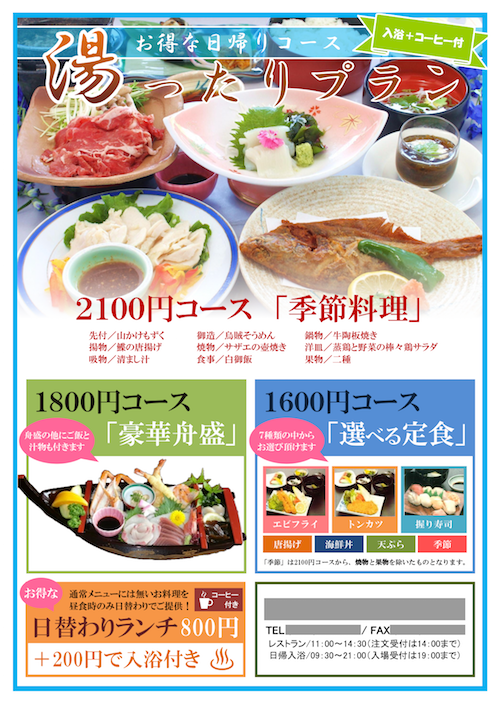 お得な日帰りコース
入浴＋コーヒー付
湯ったりプラン
2100円コース「季節料理」
先付／山かけもずく 御造／烏賊そうめん 鍋物／牛陶板焼き
揚物／鰈の唐揚げ 焼物／サザエの壺焼き 洋皿／蒸鶏と野菜の棒々鶏サラダ
吸物／清まし汁 食事／白御飯 果物／二種
1800円コース
「豪華舟盛」
舟盛の他にご飯と
汁物も付きます
1600円コース
「選べる定食」
7種類の中から
お選び頂けます
エビフライ トンカツ 握り寿司
唐揚げ 海鮮丼 天ぷら 季節
「季節」は2100円コースから、焼物と果物を除いたものとなります。
お得な
通常メニューには無いお料理を
昼食時のみ日替わりでご提供！
コーヒー
付き
日替わりランチ800円
＋200円で入浴付き
TEL / FAX
レストラン/11:00～14:30(注文受付は14:00まで)
日帰入浴/09:30～21:00(入場受付は19:00まで)